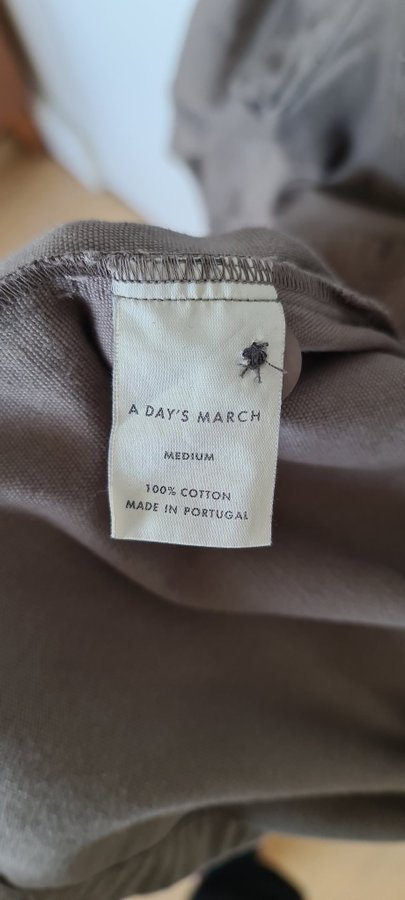 A DAY'S MARCH
MEDIUM
100% COTTON
MADE IN PORTUGAL